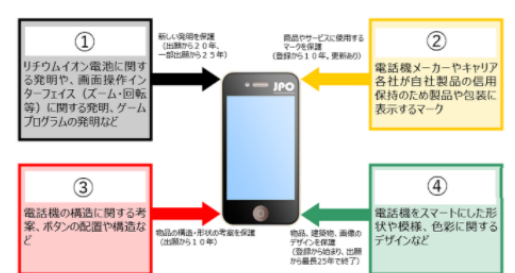 ①
リチウムイオン電池に関す
る発明や、画面操作イン
ターフェイス（ズーム・回転
等）に関する発明、ゲーム
プログラムの発明など
新しい発明を保護
（出願から２０年、
一部出願から２５年）
商品やサービスに使用する
マークを保護
（登録から１０年、更新あり）
②
電話機メーカーやキャリア
各社が自社製品の信用
保持のため製品や包装に
表示するマーク
JPO
③
電話機の構造に関する考
案、ボタンの配置や構造な
ど
物品の構造・形状の考案を保護
（出願から１０年）
物品、建築物、画像の
デザインを保護
（登録から始まり、出願
から最長25年で終了）
④
電話機をスマートにした形
状や模様、色彩に関する
デザインなど